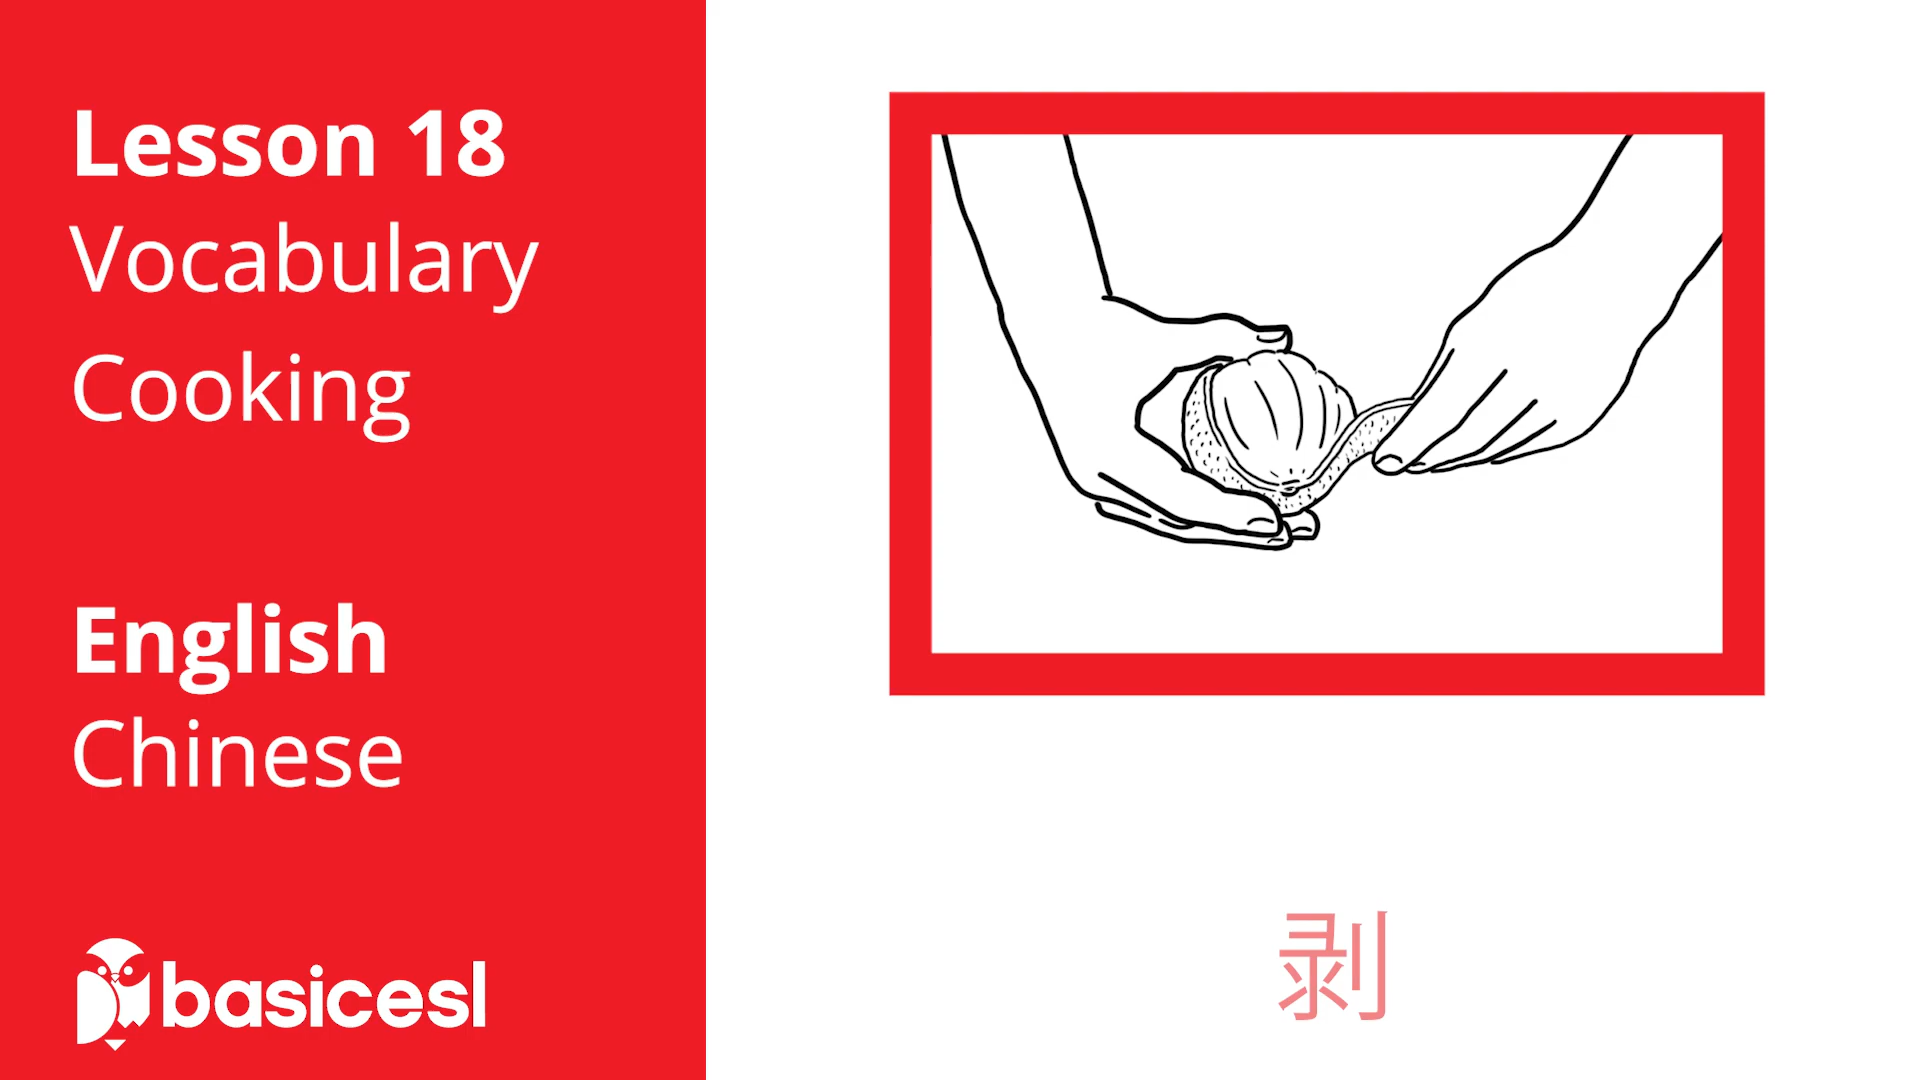 Lesson 18
Vocabulary
Cooking
English
Chinese
basicesl
剥